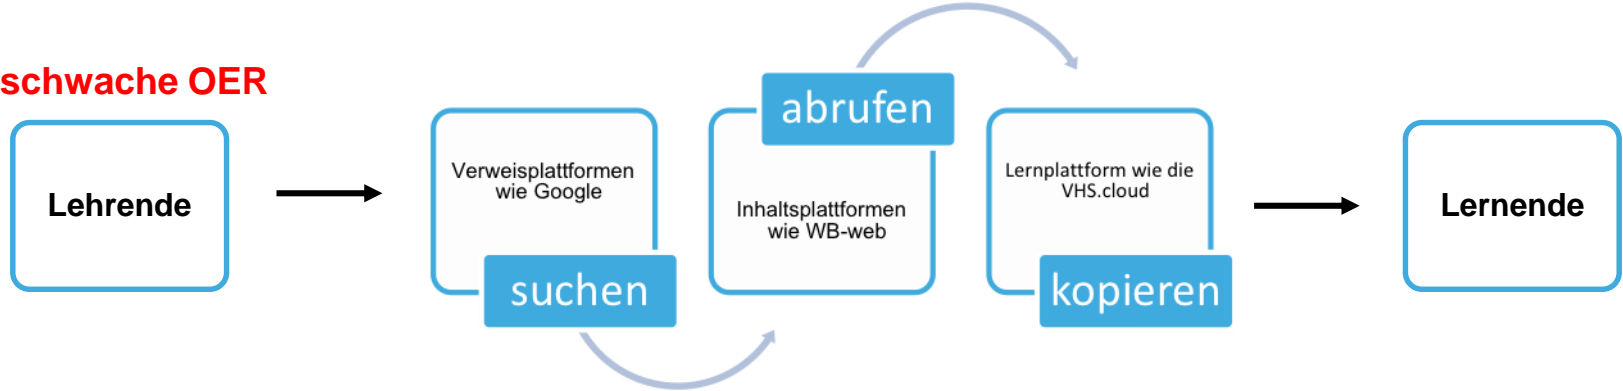 schwache OER
Lehrende
Verweisplattformen
wie Google
suchen
abrufen
Inhaltsplattformen
wie WB-web
Lernplattform wie die
VHS.cloud
kopieren
Lernende